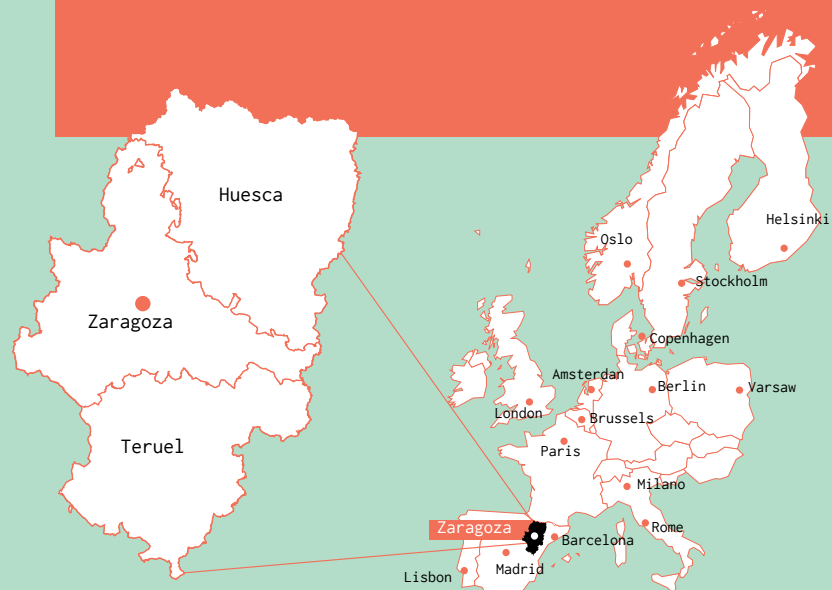 Huesca
Zaragoza
Teruel
Helsinki
Oslo
Stockholm
Copenhagen
Amsterdan
Berlin
Varsaw
London
Brussels
Paris
Milano
Zaragoza
Rome
Barcelona
Madrid
Lisbon